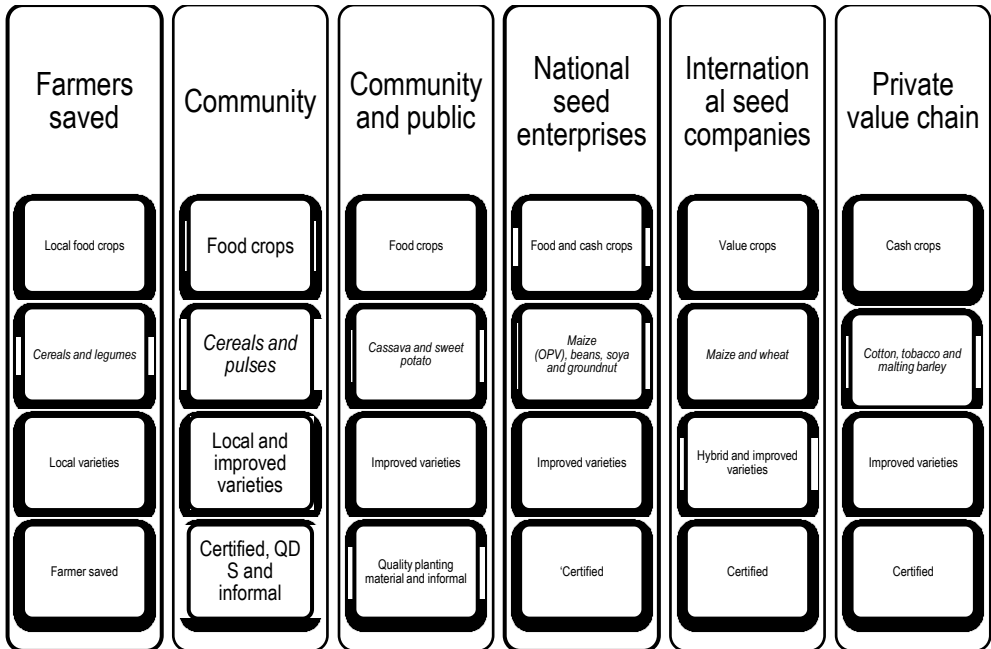 Farmers
saved
Local food crops
Cereals and legumes
Local varieties
Farmer saved
Community
Food crops
Cereals and
pulses
Local and
improved
varieties
Certified, QD
S and
informal
Community
and public
Food crops
Cassava and sweet
potato
Improved varieties
Quality planting
material and informal
National
seed
enterprises
Food and cash crops
Maize
(OPV), beans, soya
and groundnut
Improved varieties
‘Certified
Internation
al seed
companies
Value crops
Maize and wheat
Hybrid and improved
varieties
Certified
Private
value chain
Cash crops
Cotton, tobacco and
malting barley
Improved varieties
Certified